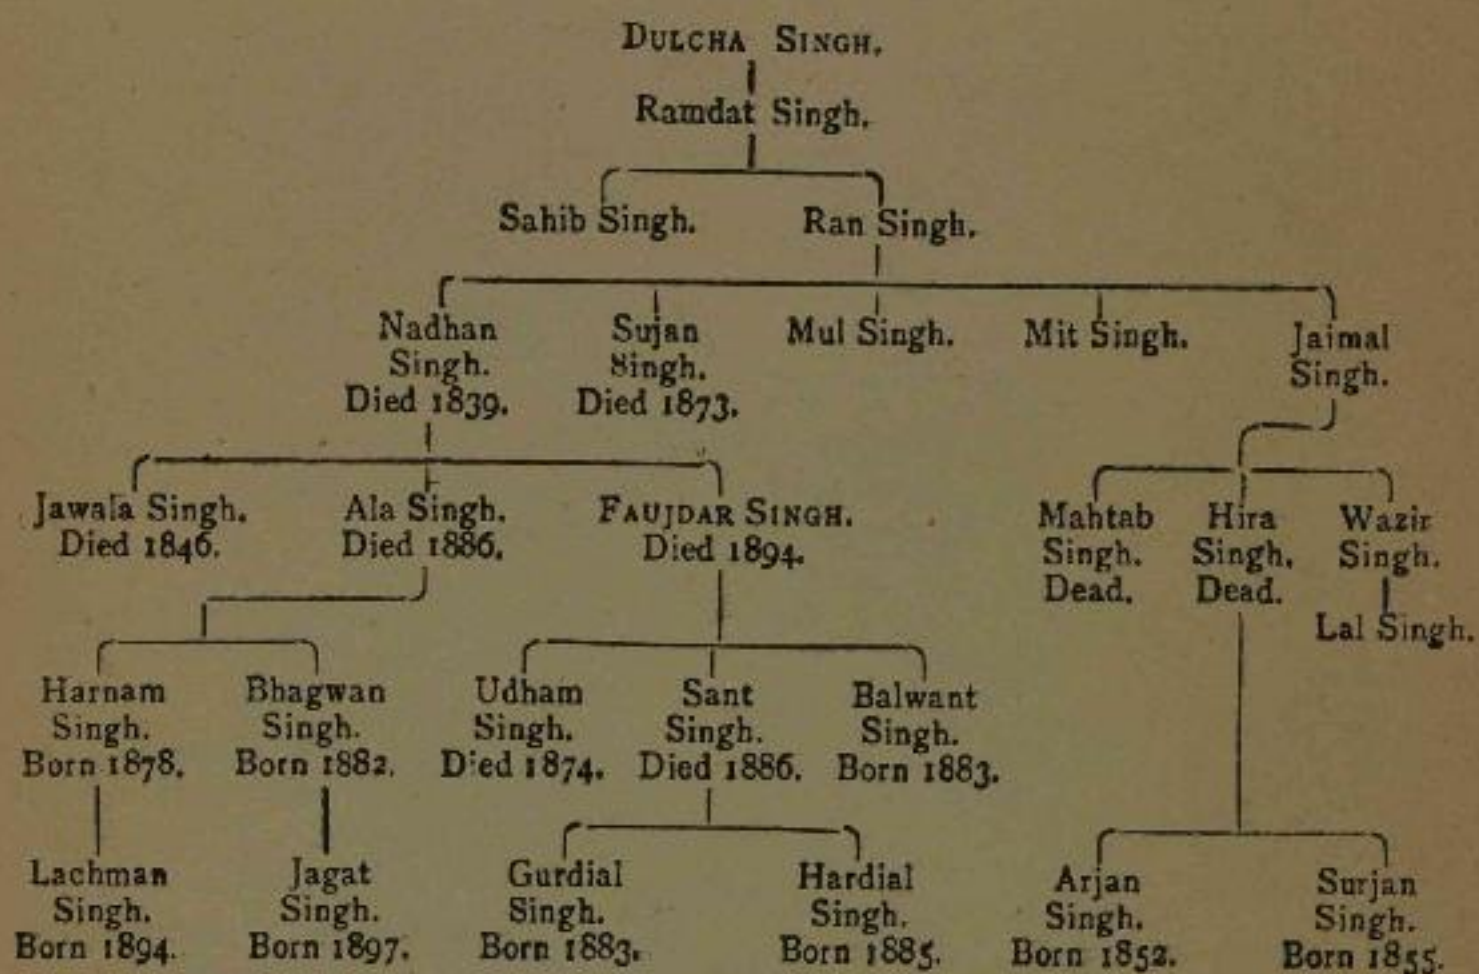 DULCHA SINGH.
Ramdat Singh.
Sahib Singh. Ran Singh.
Nadhan Singh. Died 1839.
Sujan Singh. Died 1873.
Mul Singh.
Mit Singh.
Jaimal Singh.
Jawala Singh. Died 1846.
Ala Singh. Died 1886.
FAUJDAR SINGH. Died 1894.
Mahtab Singh. Dead.
Hira Singh. Dead.
Wazir Singh.
Lal Singh.
Harnam Singh. Born 1878.
Bhagwan Singh. Born 1882.
Udham Singh. Died 1874.
Sant Singh. Died 1886.
Balwant Singh. Born 1883.
Lachman Singh. Born 1894.
Jagat Singh. Born 1897.
Gurdial Singh. Born 1883.
Hardial Singh. Born 1885.
Arjan Singh. Born 1852.
Surjan Singh. Born 1855.